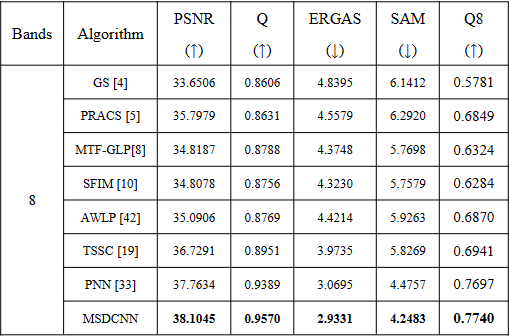 Bands Algorithm PSNR (↑) Q (↑) ERGAS (↓) SAM (↓) Q8 (↑)
8
GS [4] 33.6506 0.8606 4.8395 6.1412 0.5781
PRACS [5] 35.7979 0.8631 4.5579 6.2920 0.6849
MTF-GLP[8] 34.8187 0.8788 4.3748 5.7698 0.6324
SFIM [10] 34.8078 0.8756 4.3230 5.7579 0.6284
AWLP [42] 35.0906 0.8769 4.4214 5.9263 0.6870
TSSC [19] 36.7291 0.8951 3.9735 5.8269 0.6941
PNN [33] 37.7634 0.9389 3.0695 4.4757 0.7697
MSDCNN 38.1045 0.9570 2.9331 4.2483 0.7740